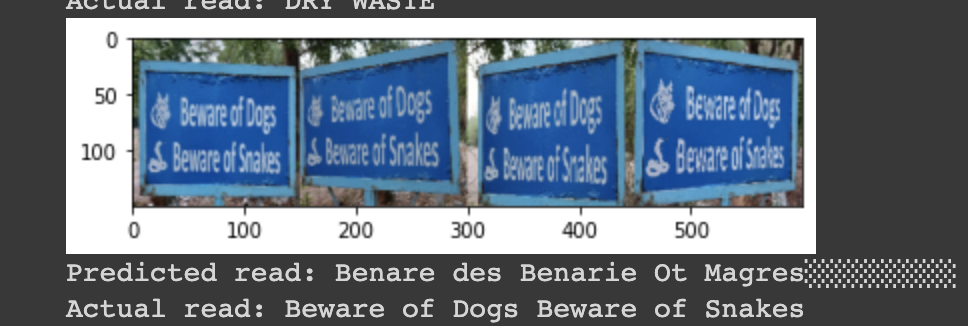 Actual read: DRY WASTE
0
50
100
Beware of Dogs
Beware of Snakes
Beware of Dogs
Beware of Snakes
Beware of Dogs
Beware of Snakes
Beware of Dogs
Beware of Snakes
0 100 200 300 400 500
Predicted read: Benare des Benarie Ot Magres░░░░░░░░░░
Actual read: Beware of Dogs Beware of Snakes